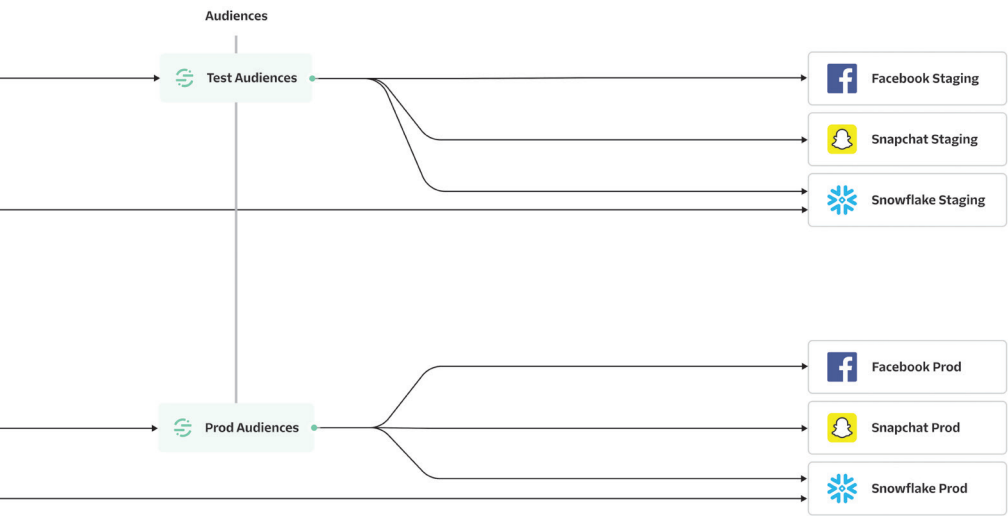 Audiences
Test Audiences
Facebook Staging
Snapchat Staging
Snowflake Staging
Facebook Prod
Prod Audiences
Snapchat Prod
Snowflake Prod